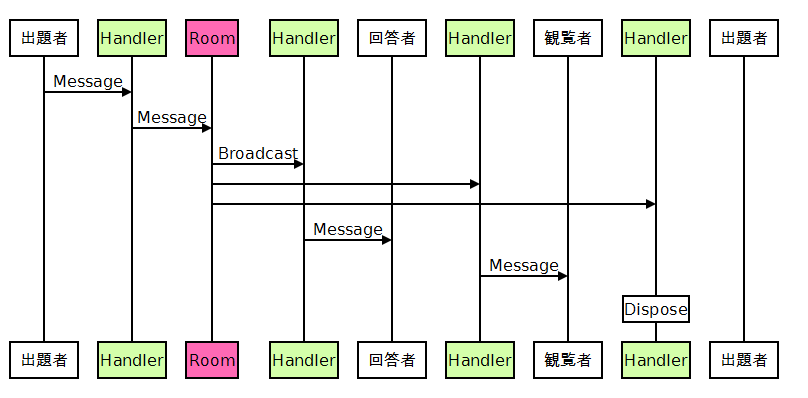 出題者 Handler Room Handler 回答者 Handler 観覧者 Handler 出題者
Message
Message
Broadcast
Message
Message
Dispose
出題者 Handler Room Handler 回答者 Handler 観覧者 Handler 出題者